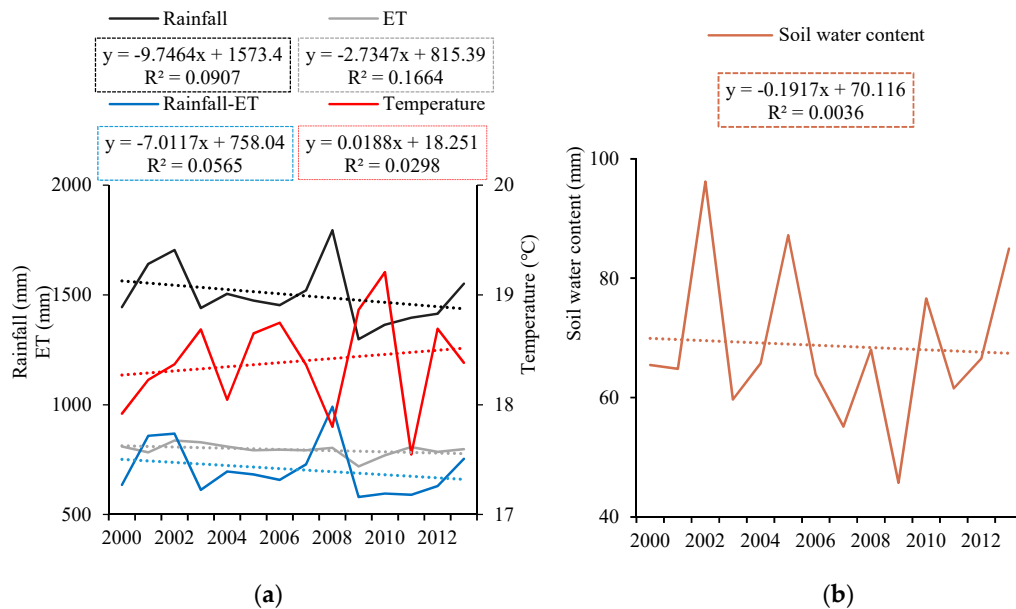 Rainfall
ET
y = -9.7464x + 1573.4
R² = 0.0907
y = -2.7347x + 815.39
R² = 0.1664
Rainfall-ET
Temperature
y = -7.0117x + 758.04
R² = 0.0565
y = 0.0188x + 18.251
R² = 0.0298
2000
1500
1000
500
Rainfall (mm)
ET (mm)
20
19
18
17
Temperature (℃)
2000 2002 2004 2006 2008 2010 2012
(a)
Soil water content
y = -0.1917x + 70.116
R² = 0.0036
100
80
60
40
Soil water content (mm)
2000 2002 2004 2006 2008 2010 2012
(b)